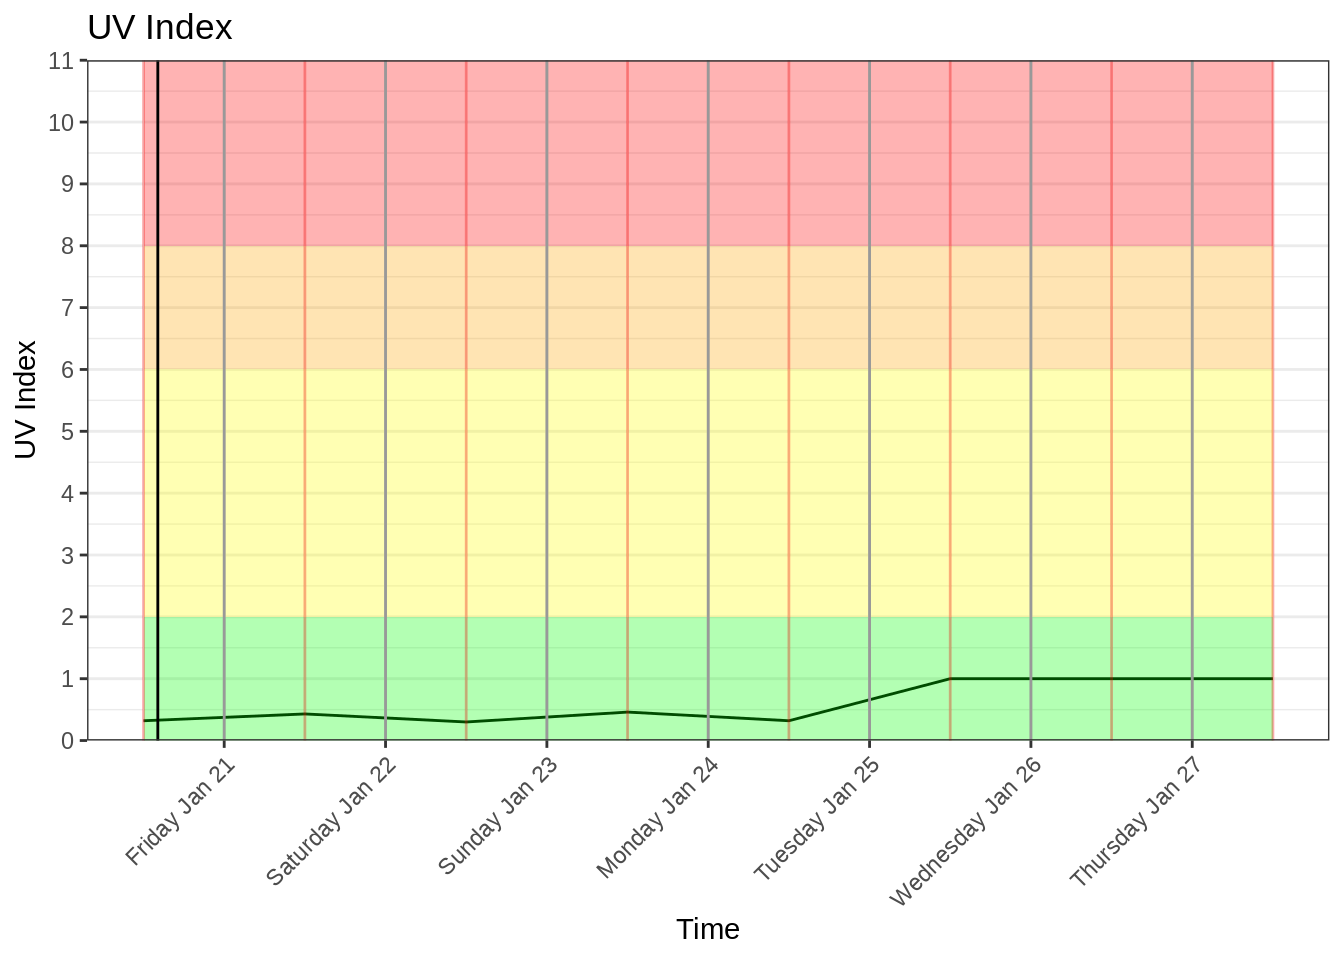 UV Index
11
10
9
8
7
6
5
4
3
2
1
0
UV Index
Friday Jan 21
Saturday Jan 22
Sunday Jan 23
Monday Jan 24
Tuesday Jan 25
Wednesday Jan 26
Thursday Jan 27
Time